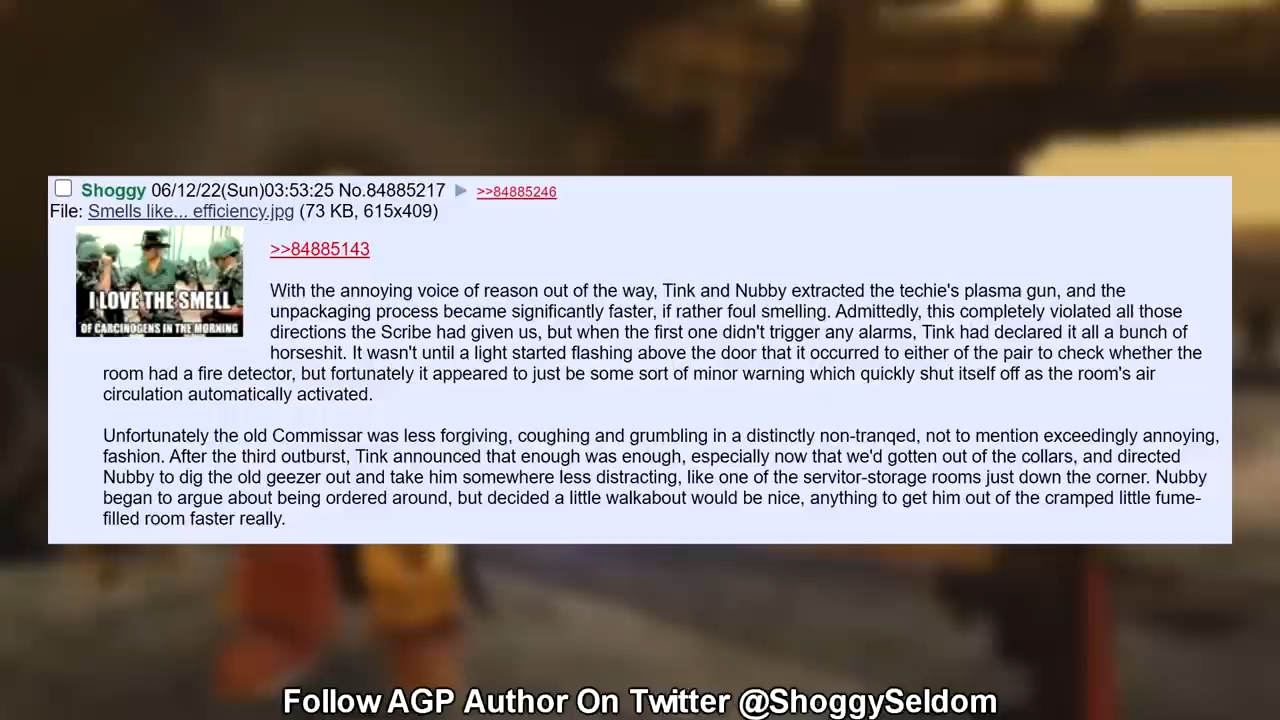 Shoggy 06/12/22(Sun)03:53:25 No.84885217 ▶ >>84885246
File: Smells like... efficiency.jpg (73 KB, 615x409)
I LOVE THE SMELL
OF CARCINOGENS IN THE MORNING
>>84885143
With the annoying voice of reason out of the way, Tink and Nubby extracted the techie's plasma gun, and the
unpackaging process became significantly faster, if rather foul smelling. Admittedly, this completely violated all those
directions the Scribe had given us, but when the first one didn't trigger any alarms, Tink had declared it all a bunch of
horseshit. It wasn't until a light started flashing above the door that it occurred to either of the pair to check whether the
room had a fire detector, but fortunately it appeared to just be some sort of minor warning which quickly shut itself off as the room's air
circulation automatically activated.
Unfortunately the old Commissar was less forgiving, coughing and grumbling in a distinctly non-tranqed, not to mention exceedingly annoying,
fashion. After the third outburst, Tink announced that enough was enough, especially now that we'd gotten out of the collars, and directed
Nubby to dig the old geezer out and take him somewhere less distracting, like one of the servitor-storage rooms just down the corner. Nubby
began to argue about being ordered around, but decided a little walkabout would be nice, anything to get him out of the cramped little fume-
filled room faster really.
Follow AGP Author On Twitter @ShoggySeldom